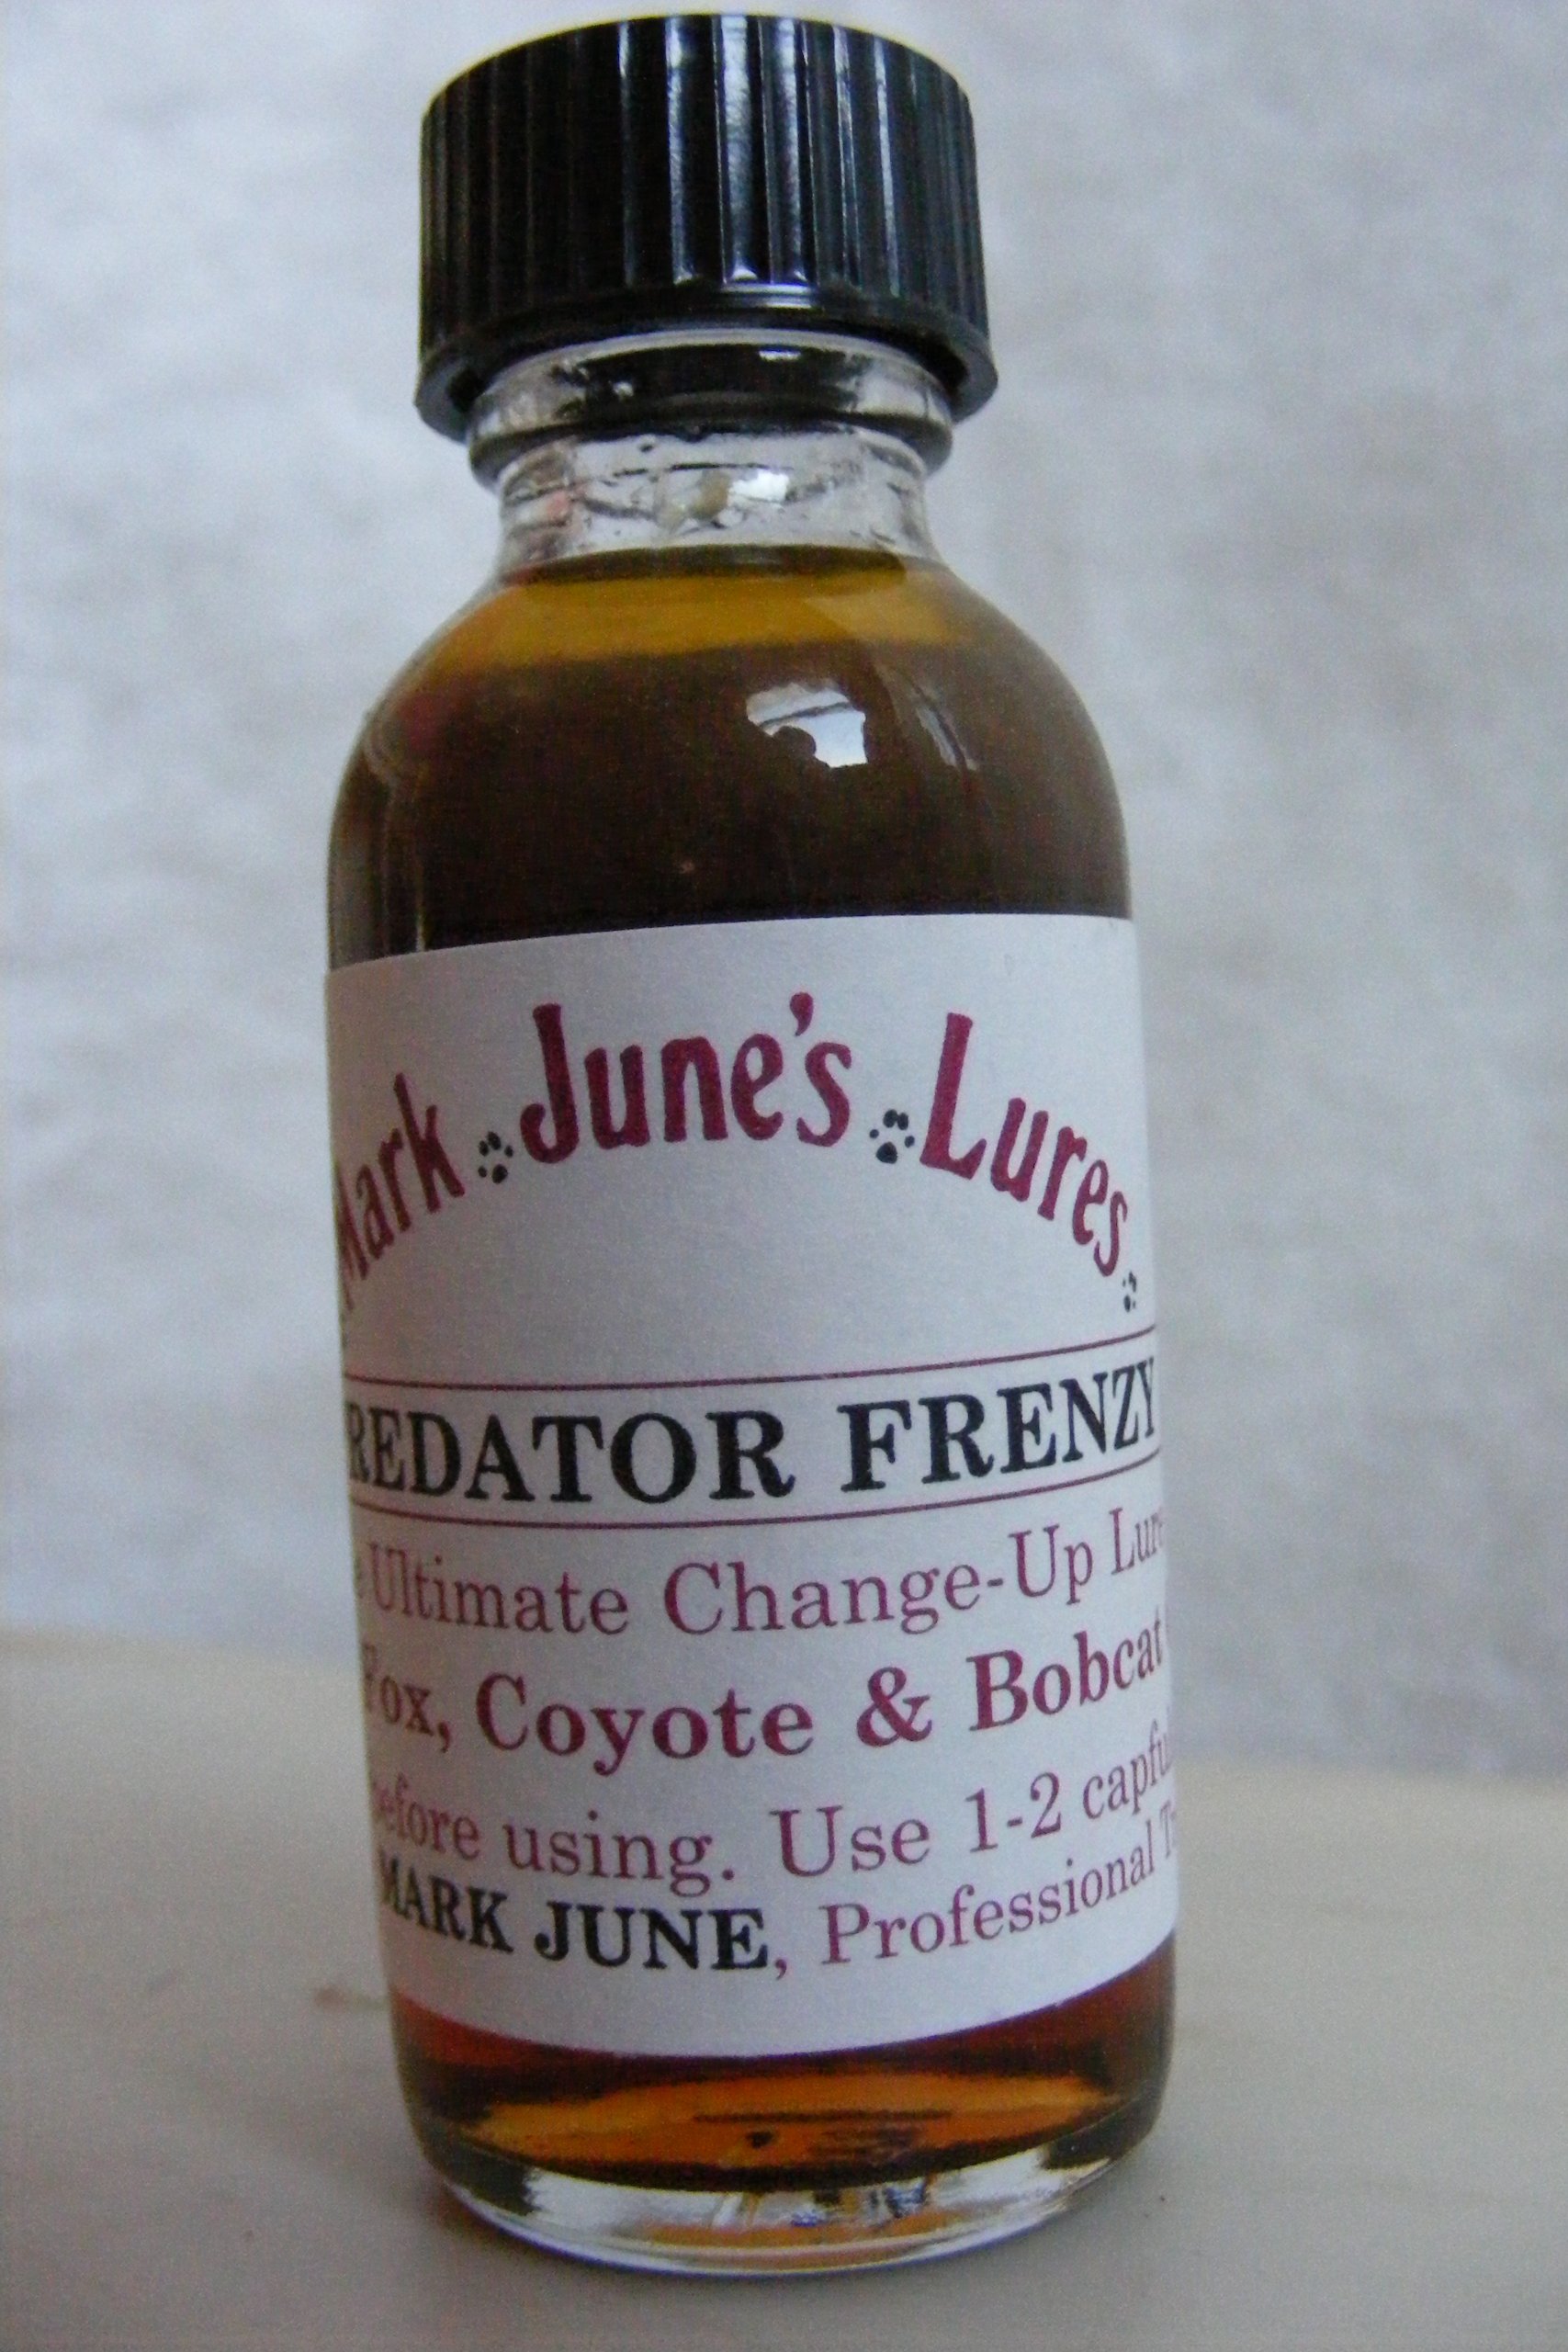 Mark June's Lures
REDATOR FRENZY
Ultimate Change-Up Lure
Fox, Coyote & Bobcat
before using. Use 1-2 capful
MARK JUNE, Professional